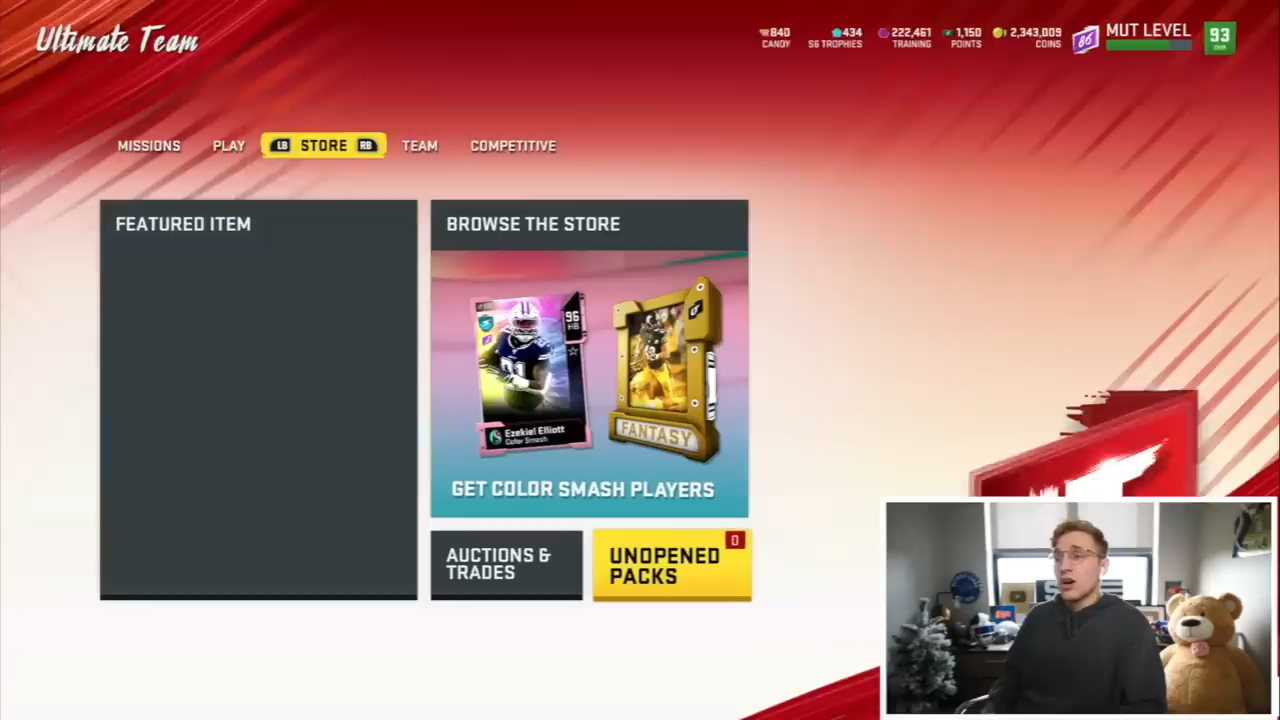 Ultimate Team
840
CANDY
434
S6 TROPHIES
222,461
TRAINING
1,150
POINTS
2,343,009
COINS
86
MUT LEVEL
93
OVR
MISSIONS
PLAY
LB STORE RB
TEAM
COMPETITIVE
FEATURED ITEM
BROWSE THE STORE
96
HB
Ezekiel Elliott
Color Smash
FANTASY
GET COLOR SMASH PLAYERS
AUCTIONS &
TRADES
UNOPENED
PACKS
0